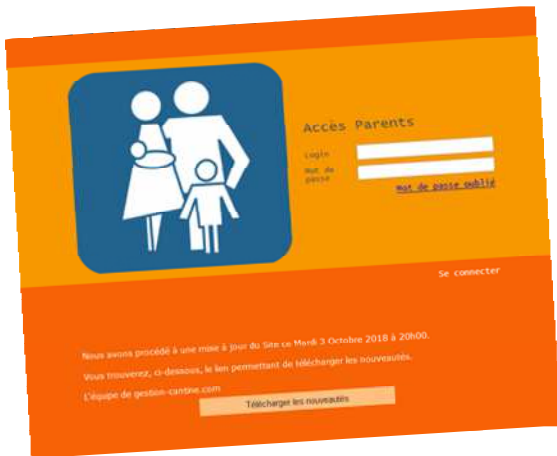 Accès Parents
Login
Mot de
passe
Mot de passe oublié
Se connecter
Nous avons procédé à une mise à jour du Site ce Mardi 3 Octobre 2018 à 20h00.
Vous trouverez, ci-dessous, le lien permettant de télécharger les nouveautés.
L'équipe de gestion-cantine.com
Télécharger les nouveautés